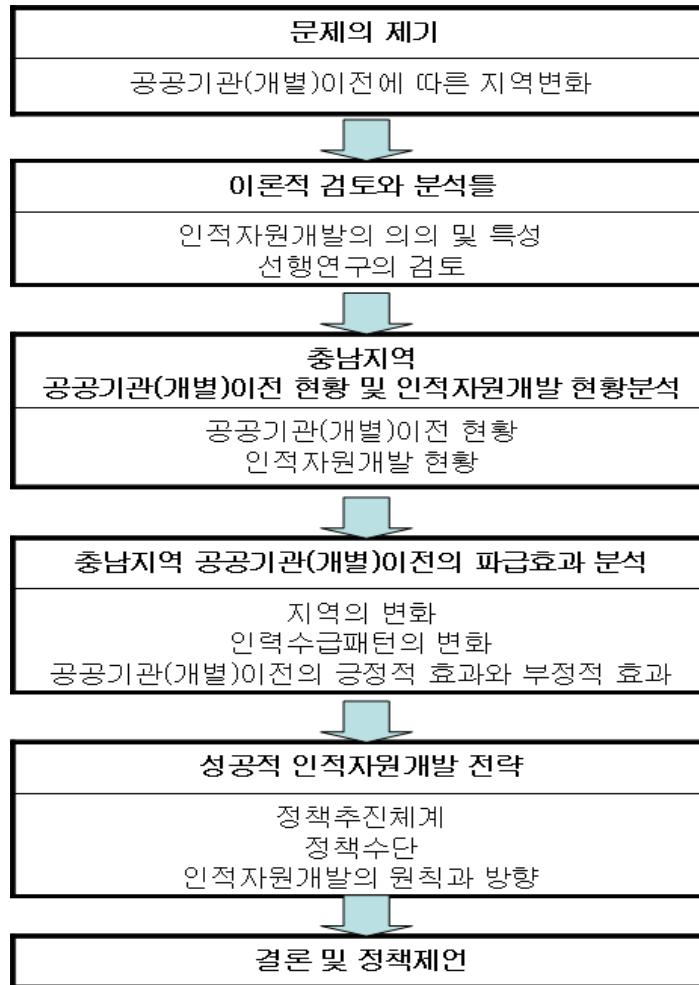 문제의 제기
공공기관(개별)이전에 따른 지역변화
이론적 검토와 분석틀
인적자원개발의 의의 및 특성
선행연구의 검토
충남지역
공공기관(개별)이전 현황 및 인적자원개발 현황분석
공공기관(개별)이전 현황
인적자원개발 현황
충남지역 공공기관(개별)이전의 파급효과 분석
지역의 변화
인력수급패턴의 변화
공공기관(개별)이전의 긍정적 효과와 부정적 효과
성공적 인적자원개발 전략
정책추진체계
정책수단
인적자원개발의 원칙과 방향
결론 및 정책제언